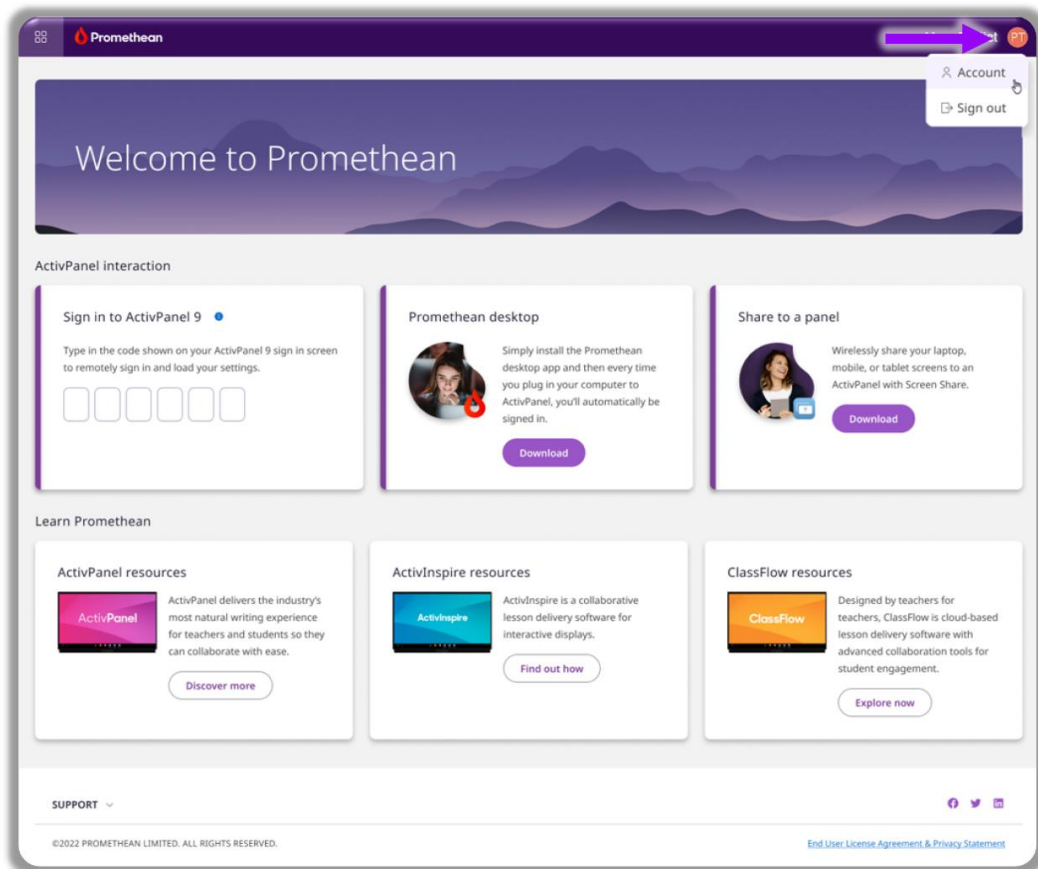 Promethean
PT
Account
Sign out
Welcome to Promethean
ActivPanel interaction
Sign in to ActivPanel 9
Type in the code shown on your ActivPanel 9 sign in screen
to remotely sign in and load your settings.
Promethean desktop
Simply install the Promethean
desktop app and then every time
you plug in your computer to
ActivPanel, you'll automatically be
signed in.
Download
Share to a panel
Wirelessly share your laptop,
mobile, or tablet screens to an
ActivPanel with Screen Share.
Download
Learn Promethean
ActivPanel resources
ActivPanel
ActivPanel delivers the industry's
most natural writing experience
for teachers and students so they
can collaborate with ease.
Discover more
ActivInspire resources
ActivInspire
ActivInspire is a collaborative
lesson delivery software for
interactive displays.
Find out how
ClassFlow resources
ClassFlow
Designed by teachers for
teachers, ClassFlow is cloud-based
lesson delivery software with
advanced collaboration tools for
student engagement.
Explore now
SUPPORT
©2022 PROMETHEAN LIMITED. ALL RIGHTS RESERVED.
End User License Agreement & Privacy Statement